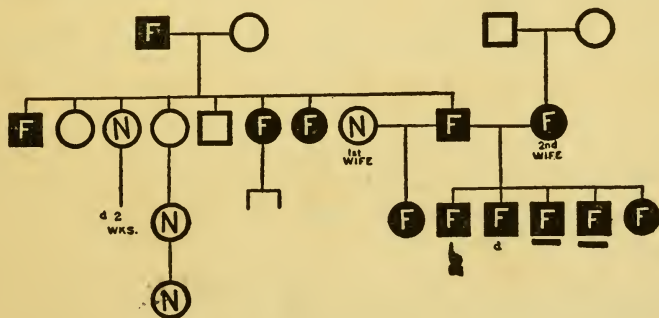 F
F N F F N F F
1st WIFE 2nd WIFE
d 2 WKS.
N F F F F F F
d
N